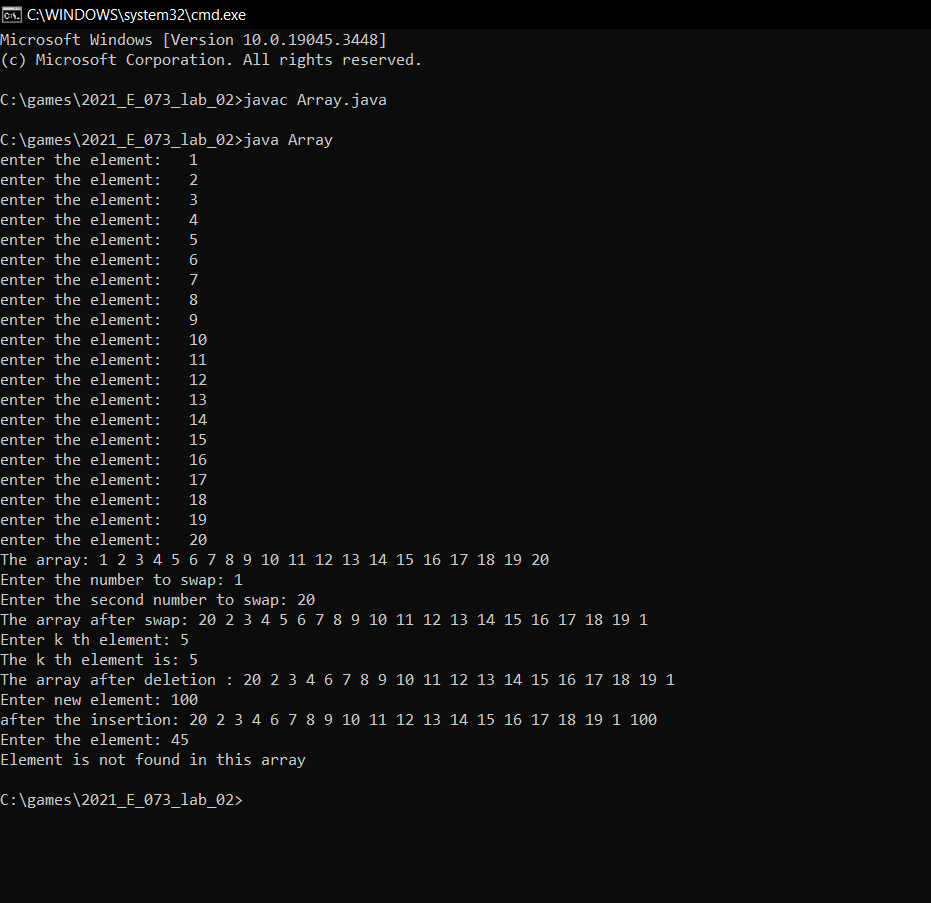 C:\WINDOWS\system32\cmd.exe
Microsoft Windows [Version 10.0.19045.3448]
(c) Microsoft Corporation. All rights reserved.
C:\games\2021_E_073_lab_02>javac Array.java
C:\games\2021_E_073_lab_02>java Array
enter the element:   1
enter the element:   2
enter the element:   3
enter the element:   4
enter the element:   5
enter the element:   6
enter the element:   7
enter the element:   8
enter the element:   9
enter the element:   10
enter the element:   11
enter the element:   12
enter the element:   13
enter the element:   14
enter the element:   15
enter the element:   16
enter the element:   17
enter the element:   18
enter the element:   19
enter the element:   20
The array: 1 2 3 4 5 6 7 8 9 10 11 12 13 14 15 16 17 18 19 20
Enter the number to swap: 1
Enter the second number to swap: 20
The array after swap: 20 2 3 4 5 6 7 8 9 10 11 12 13 14 15 16 17 18 19 1
Enter k th element: 5
The k th element is: 5
The array after deletion : 20 2 3 4 6 7 8 9 10 11 12 13 14 15 16 17 18 19 1
Enter new element: 100
after the insertion: 20 2 3 4 6 7 8 9 10 11 12 13 14 15 16 17 18 19 1 100
Enter the element: 45
Element is not found in this array
C:\games\2021_E_073_lab_02>